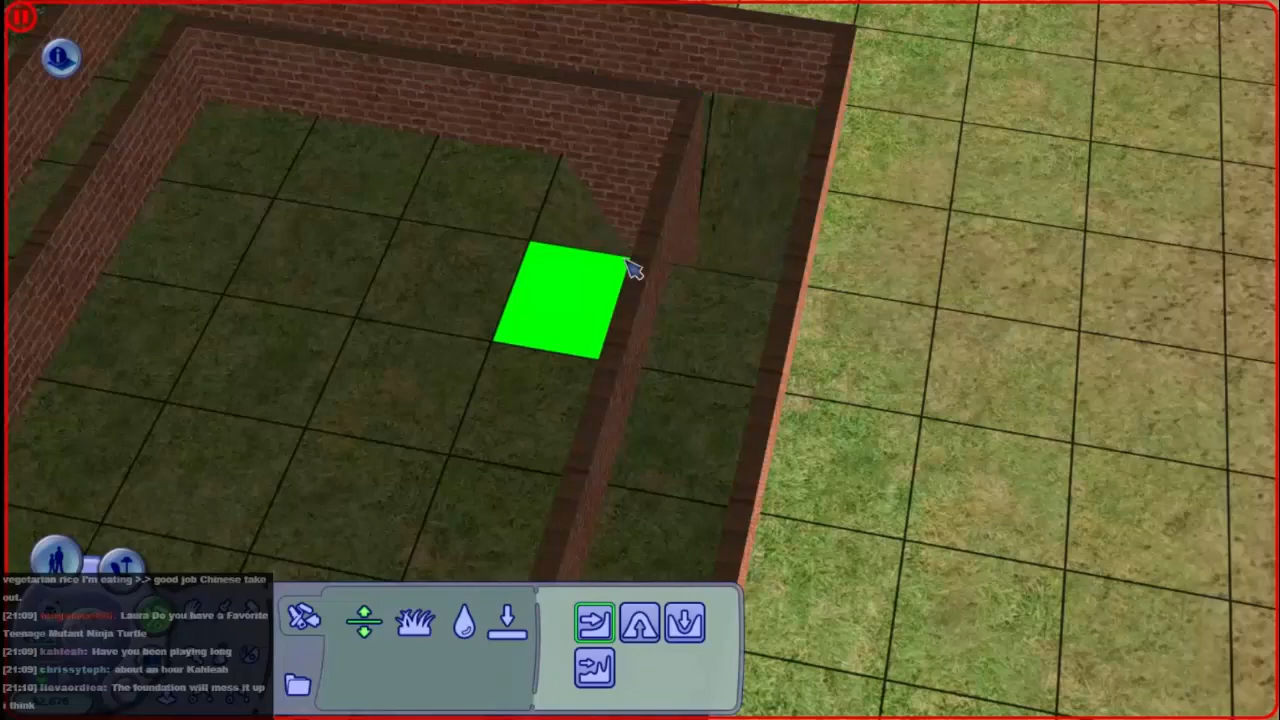 vegetarian rice I'm eating >.> good job Chinese take
out.
[21:09] Laura Do you have a Favorite
Teenage Mutant Ninja Turtle
[21:09] kahleah: Have you been playing long
[21:09] chrissytoph: about an hour Kahleah
[21:10] lievaordiea: The foundation will mess it up
i think